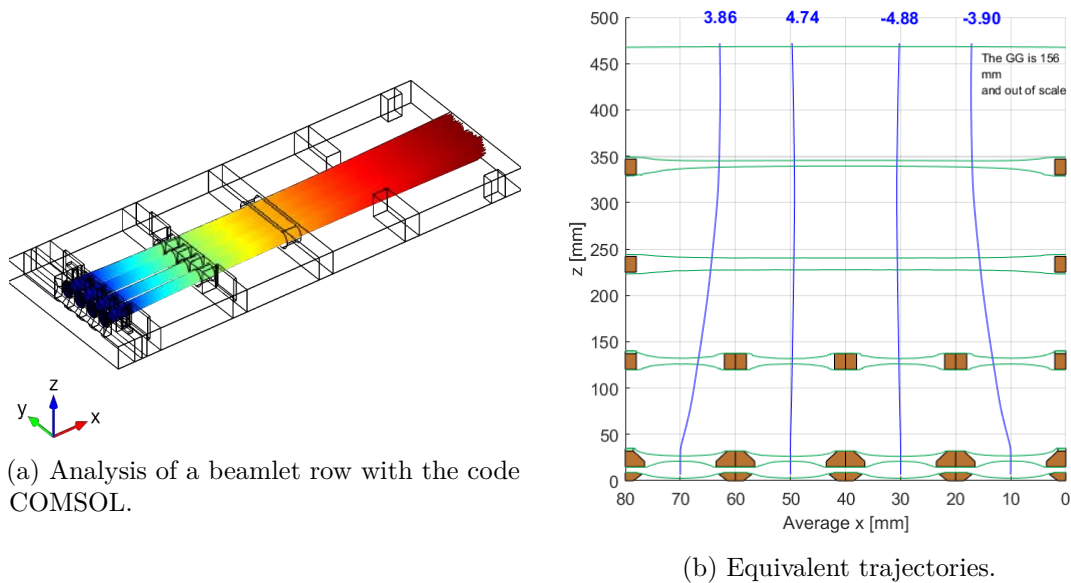 z
y
x
(a) Analysis of a beamlet row with the code
COMSOL.
3.86 4.74 -4.88 -3.90
500
450
400
350
300
250
200
150
100
50
0
z [mm]
The GG is 156
mm
and out of scale
80 70 60 50 40 30 20 10 0
Average x [mm]
(b) Equivalent trajectories.